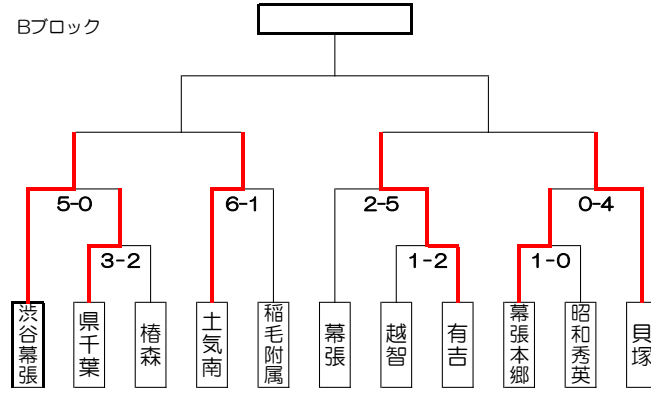 Bブロック
5-0
6-1
2-5
0-4
3-2
1-2
1-0
渋谷幕張
県千葉
椿森
土気南
稲毛附属
幕張
越智
有吉
幕張本郷
昭和秀英
貝塚